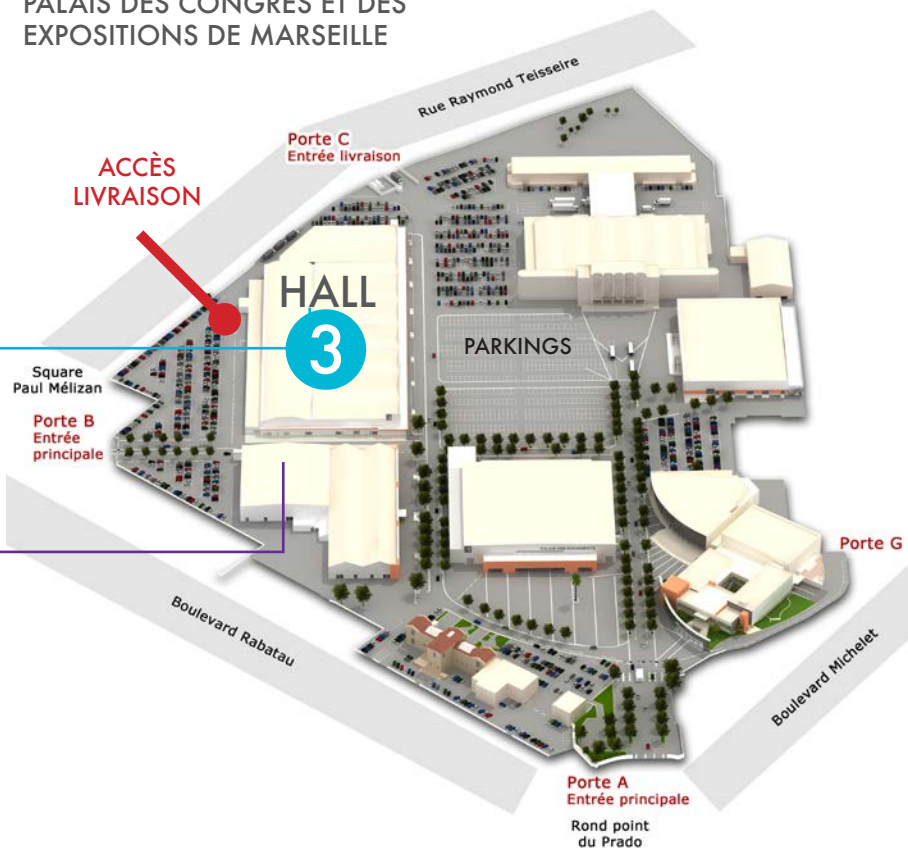 PALAIS DES CONGRÈS ET DES
EXPOSITIONS DE MARSEILLE
Rue Raymond Teisseire
Porte C
Entrée livraison
ACCÈS
LIVRAISON
HALL
3
PARKINGS
Square
Paul Mélizan
Porte B
Entrée
principale
Porte G
Boulevard Rabatau
Boulevard Michelet
Porte A
Entrée principale
Rond point
du Prado